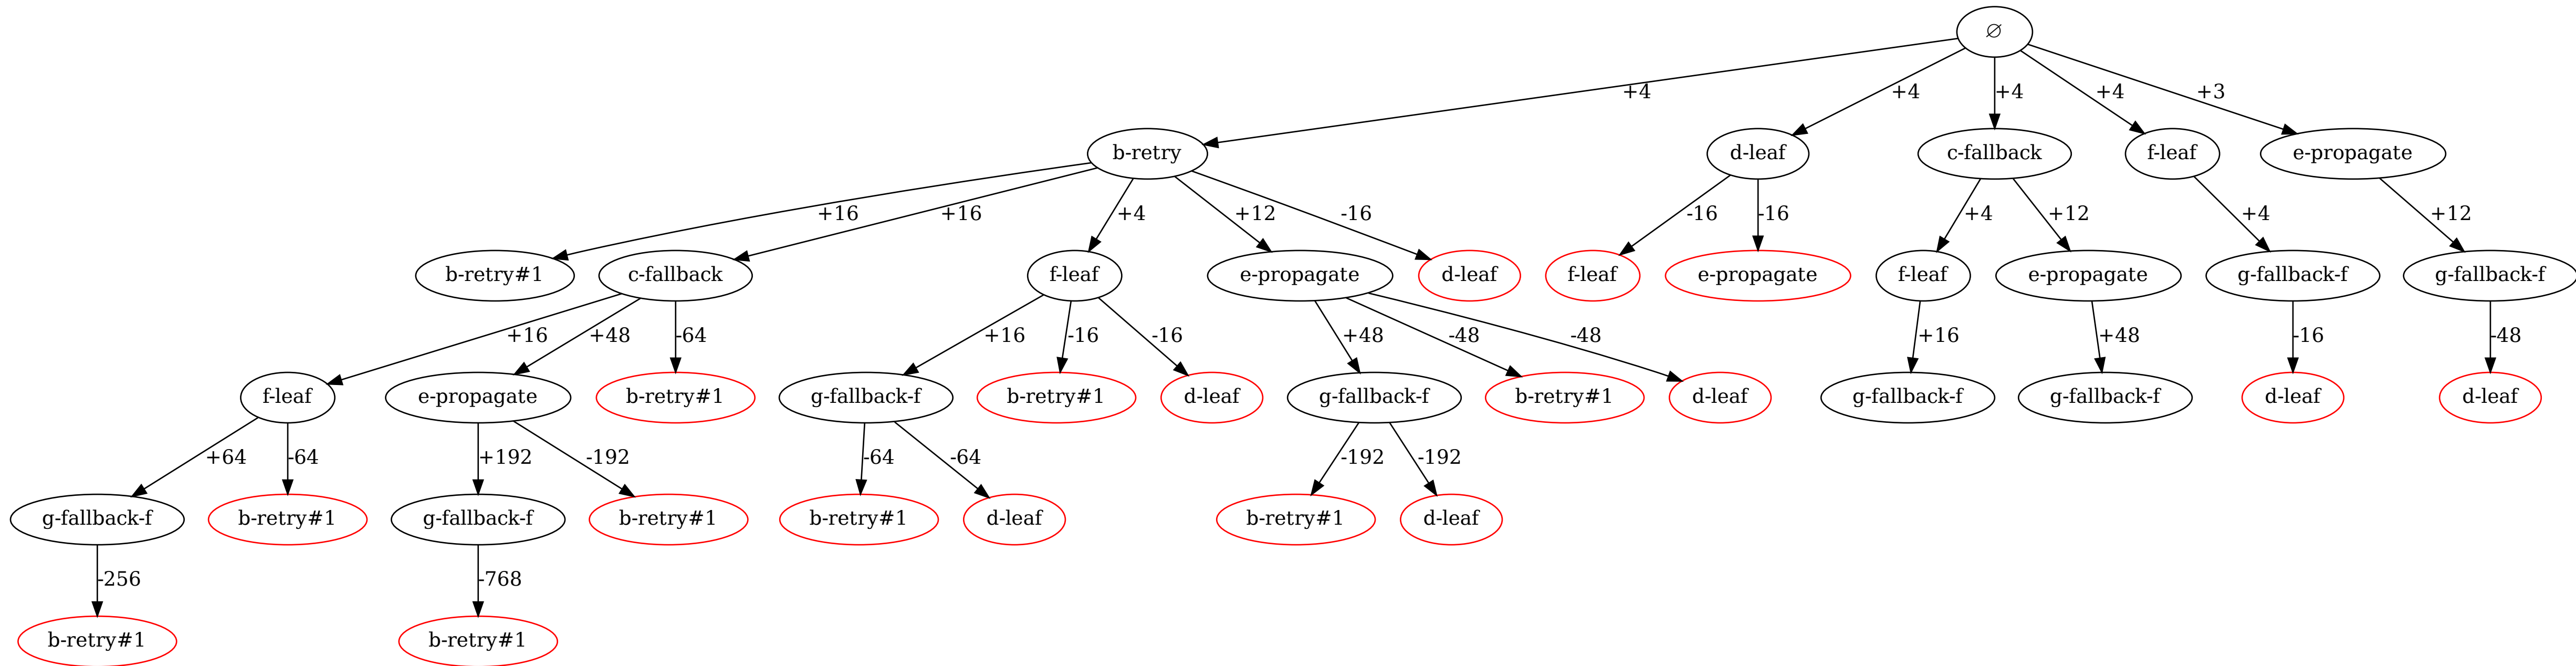 ∅
+4
+4
+4
+4
+3
b-retry
d-leaf
c-fallback
f-leaf
e-propagate
+16
+16
+4
+12
-16
-16
-16
+4
+12
+4
+12
b-retry#1
c-fallback
f-leaf
e-propagate
d-leaf
f-leaf
e-propagate
f-leaf
e-propagate
g-fallback-f
g-fallback-f
+16
+48
-64
+16
-16
-16
+48
-48
-48
+16
+48
-16
-48
f-leaf
e-propagate
b-retry#1
g-fallback-f
b-retry#1
d-leaf
g-fallback-f
b-retry#1
d-leaf
g-fallback-f
g-fallback-f
d-leaf
d-leaf
+64
-64
+192
-192
-64
-64
-192
-192
g-fallback-f
b-retry#1
g-fallback-f
b-retry#1
b-retry#1
d-leaf
b-retry#1
d-leaf
-256
-768
b-retry#1
b-retry#1